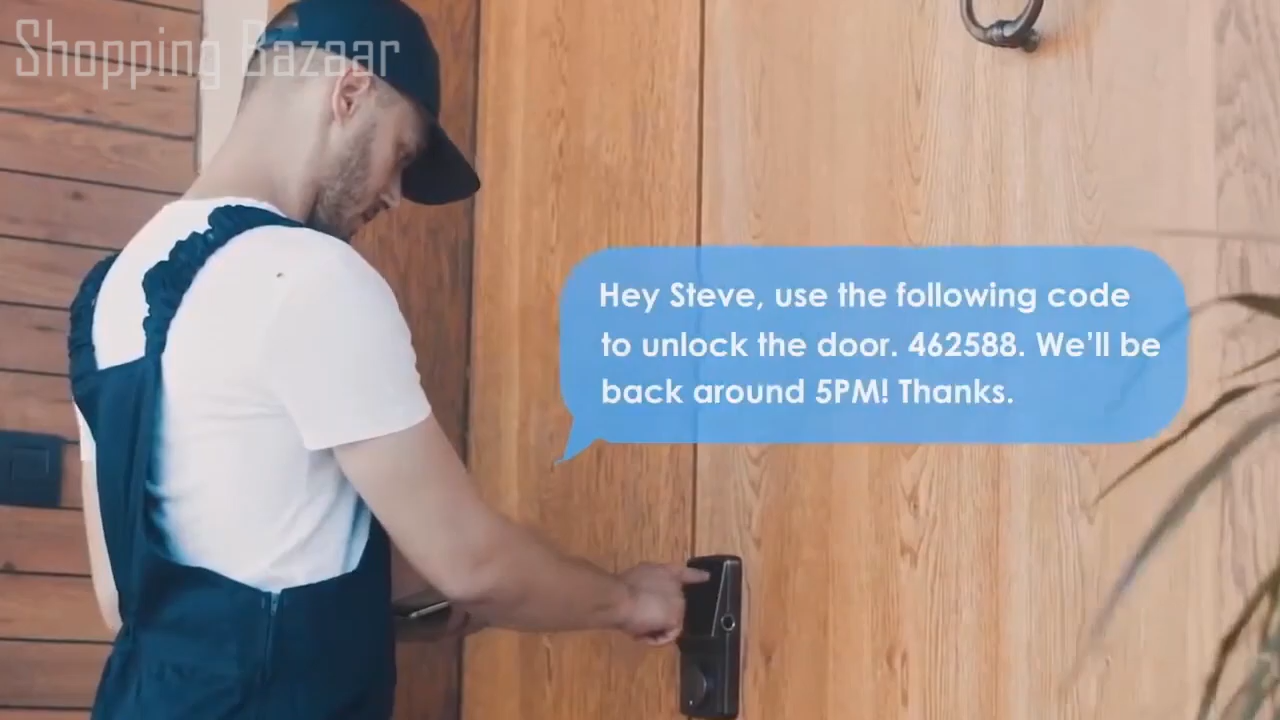 Shopping Bazaar
Hey Steve, use the following code
to unlock the door. 462588. We'll be
back around 5PM! Thanks.